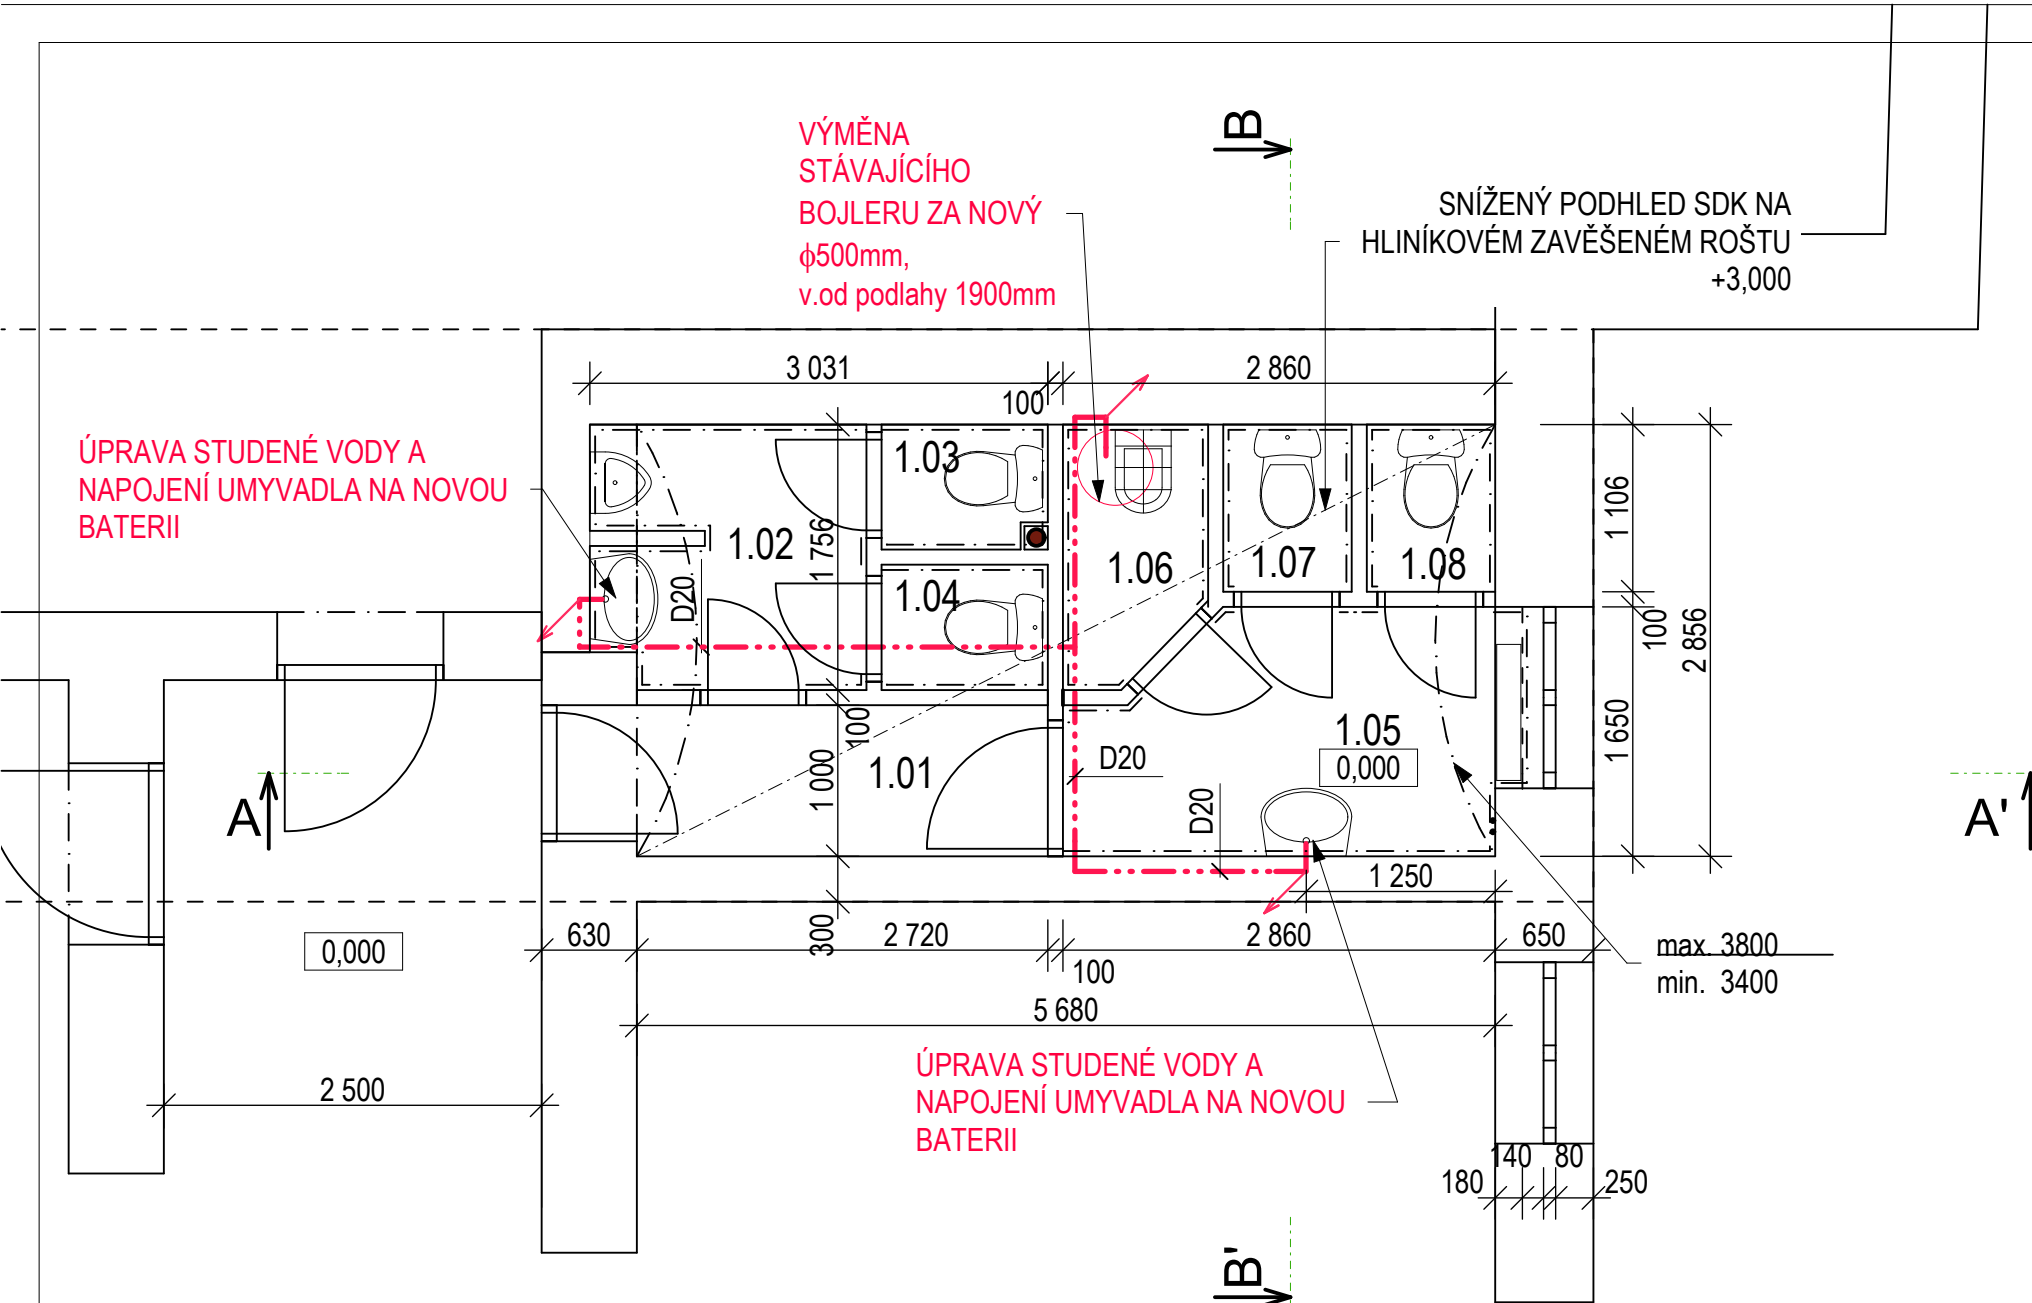 B
VÝMĚNA
STÁVAJÍCÍHO
BOJLERU ZA NOVÝ
ϕ500mm,
v.od podlahy 1900mm
SNÍŽENÝ PODHLED SDK NA
HLINÍKOVÉM ZAVĚŠENÉM ROŠTU
+3,000
3 031
100
2 860
ÚPRAVA STUDENÉ VODY A
NAPOJENÍ UMYVADLA NA NOVOU
BATERII
1.03
1.02
1 756
1.04
D20
1.06
1.07
1.08
1 106
100
2 856
1 650
1.05
0,000
100
1 000
1.01
D20
D20
A
A'
1 250
0,000
630
300
2 720
100
2 860
650
max. 3800
min. 3400
5 680
2 500
ÚPRAVA STUDENÉ VODY A
NAPOJENÍ UMYVADLA NA NOVOU
BATERII
140
80
180
250
B'